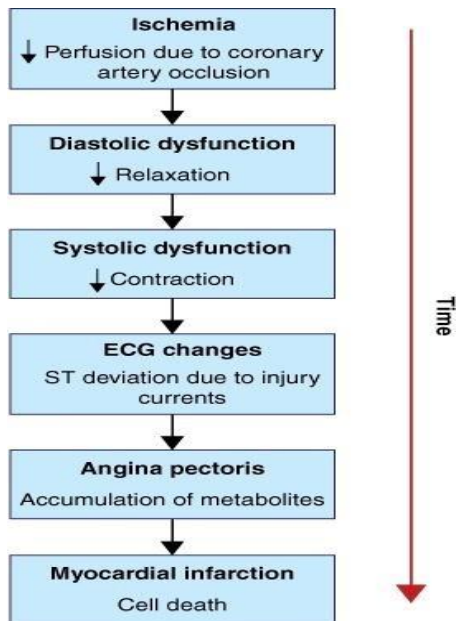 Ischemia
↓ Perfusion due to coronary
artery occlusion
Diastolic dysfunction
↓ Relaxation
Systolic dysfunction
↓ Contraction
ECG changes
ST deviation due to injury
currents
Angina pectoris
Accumulation of metabolites
Myocardial infarction
Cell death
Time